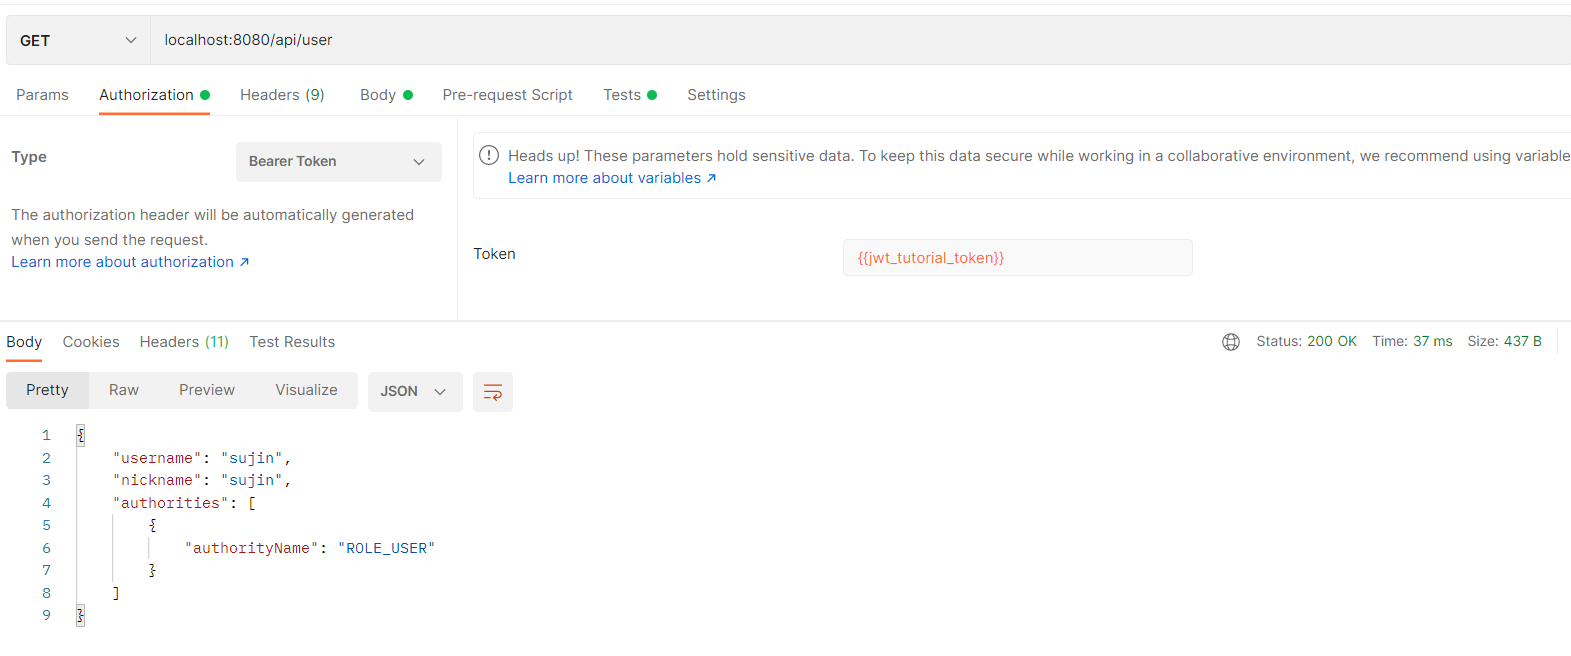 GET localhost:8080/api/user
Params Authorization Headers (9) Body Pre-request Script Tests Settings
Type Bearer Token
The authorization header will be automatically generated
when you send the request.
Learn more about authorization ↗
Heads up! These parameters hold sensitive data. To keep this data secure while working in a collaborative environment, we recommend using variable
Learn more about variables ↗
Token {{jwt_tutorial_token}}
Body Cookies Headers (11) Test Results Status: 200 OK Time: 37 ms Size: 437 B
Pretty Raw Preview Visualize JSON
1 {
2 "username": "sujin",
3 "nickname": "sujin",
4 "authorities": [
5 {
6 "authorityName": "ROLE_USER"
7 }
8 ]
9 }